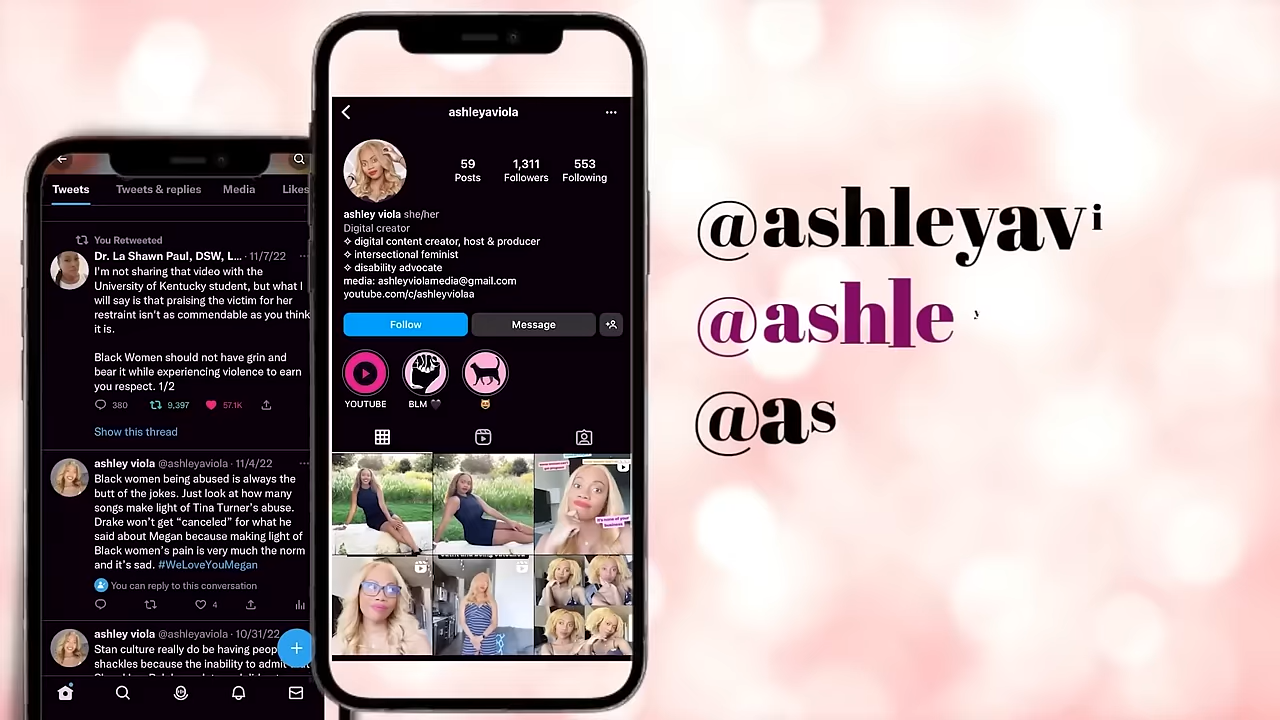 Tweets Tweets & replies Media Likes
You Retweeted
Dr. La Shawn Paul, DSW, L... · 11/7/22
I'm not sharing that video with the
University of Kentucky student, but what I
will say is that praising the victim for her
restraint isn't as commendable as you think
it is.
Black Women should not have grin and
bear it while experiencing violence to earn
you respect. 1/2
380 9,397 57.1K
Show this thread
ashley viola @ashleyaviola · 11/4/22
Black women being abused is always the
butt of the jokes. Just look at how many
songs make light of Tina Turner's abuse.
Drake won't get "canceled" for what he
said about Megan because making light of
Black women's pain is very much the norm
and it's sad. #WeLoveYouMegan
You can reply to this conversation
4
ashley viola @ashleyaviola · 10/31/22
Stan culture really do be having peop
shackles because the inability to admit
ashleyaviola
59 1,311 553
Posts Followers Following
ashley viola she/her
Digital creator
✧ digital content creator, host & producer
✧ intersectional feminist
✧ disability advocate
media: ashleyviolamedia@gmail.com
youtube.com/c/ashleyviolaa
Follow Message
YOUTUBE BLM 🖤 😻
It's none of your
business
@ashleyavi
@ashley
@as